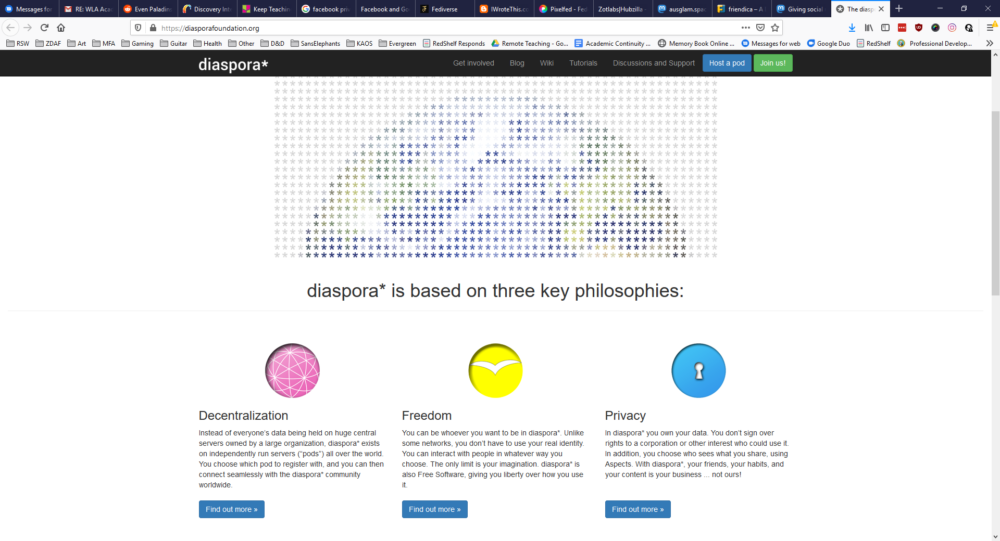 Messages for
RE: WLA Acad
Even Paladins
Discovery Inte
Keep Teachin
facebook priv
Facebook and Go
Fediverse
IWroteThis.co
Pixelfed - Fed
Zotlabs|Hubzilla -
ausglam.spac
friendica – A
Giving social
The diasp
https://diasporafoundation.org
RSW
ZDAF
Art
MFA
Gaming
Guitar
Health
Other
D&D
SansElephants
KAOS
Evergreen
RedShelf Responds
Remote Teaching - Go...
Academic Continuity ...
Memory Book Online ...
Messages for web
Google Duo
RedShelf
Professional Develop...
diaspora*
Get involved
Blog
Wiki
Tutorials
Discussions and Support
Host a pod
Join us!
diaspora* is based on three key philosophies:
Decentralization
Instead of everyone’s data being held on huge central
servers owned by a large organization, diaspora* exists
on independently run servers (“pods”) all over the world.
You choose which pod to register with, and you can then
connect seamlessly with the diaspora* community
worldwide.
Find out more »
Freedom
You can be whoever you want to be in diaspora*. Unlike
some networks, you don’t have to use your real identity.
You can interact with people in whatever way you
choose. The only limit is your imagination. diaspora* is
also Free Software, giving you liberty over how you use
it.
Find out more »
Privacy
In diaspora* you own your data. You don’t sign over
rights to a corporation or other interest who could use it.
In addition, you choose who sees what you share, using
Aspects. With diaspora*, your friends, your habits, and
your content is your business ... not ours!
Find out more »